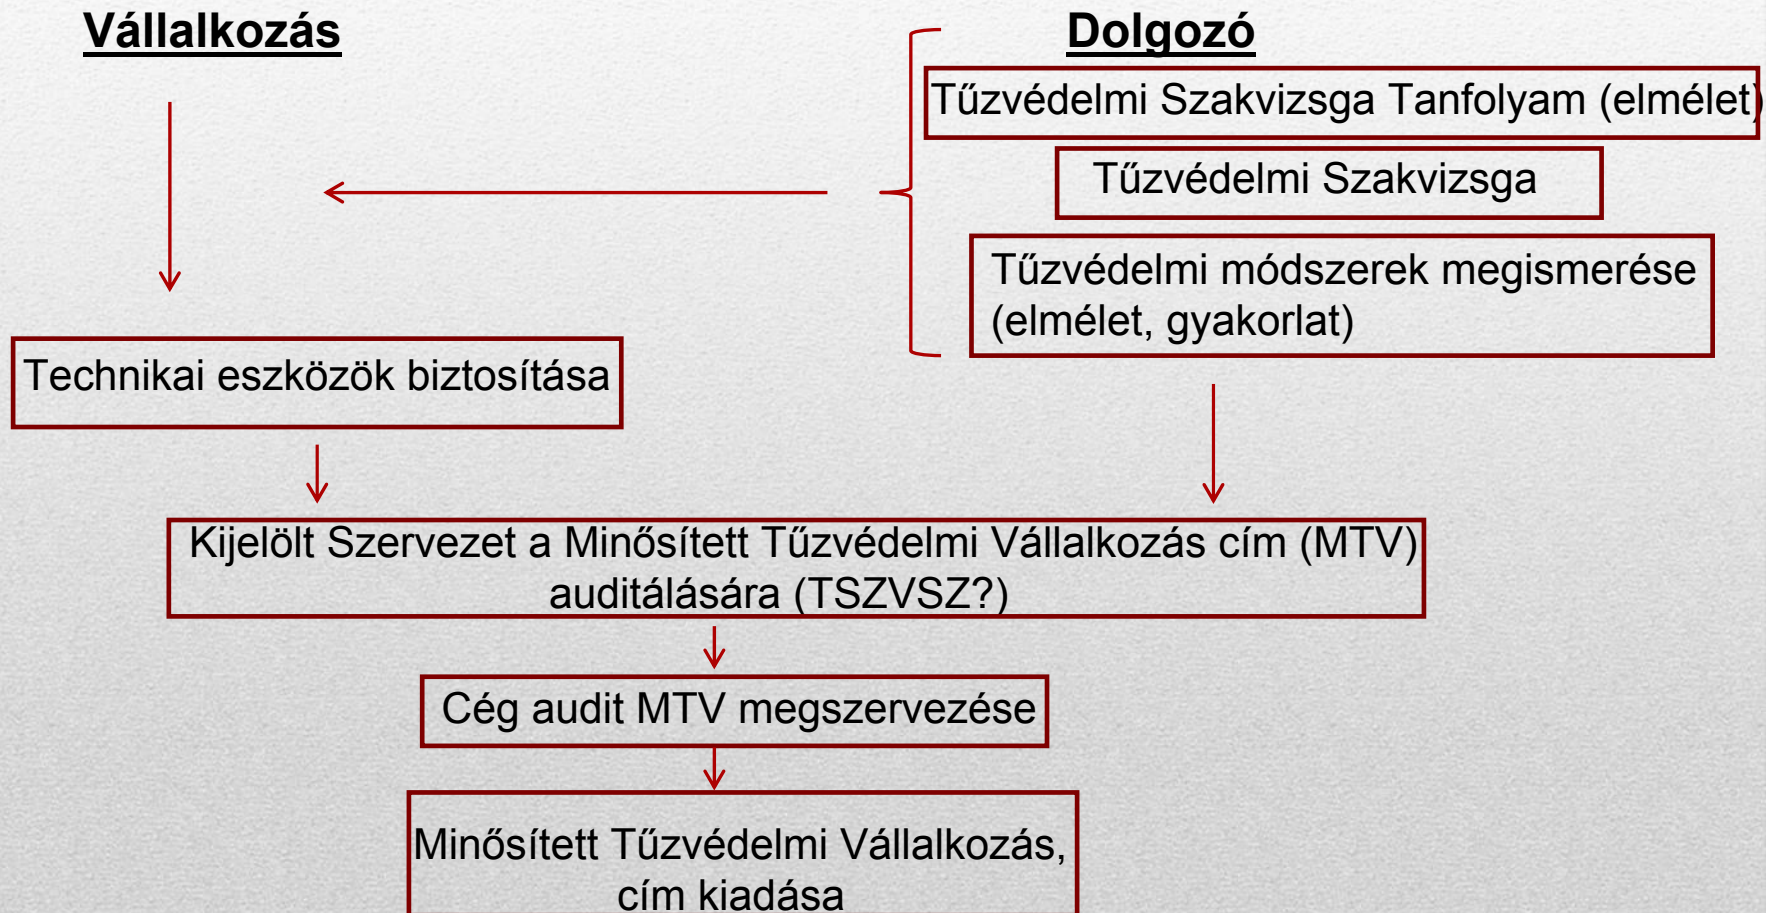 Vállalkozás
Dolgozó
Tűzvédelmi Szakvizsga Tanfolyam (elmélet)
Tűzvédelmi Szakvizsga
Tűzvédelmi módszerek megismerése
(elmélet, gyakorlat)
Technikai eszközök biztosítása
Kijelölt Szervezet a Minősített Tűzvédelmi Vállalkozás cím (MTV)
auditálására (TSZVSZ?)
Cég audit MTV megszervezése
Minősített Tűzvédelmi Vállalkozás,
cím kiadása